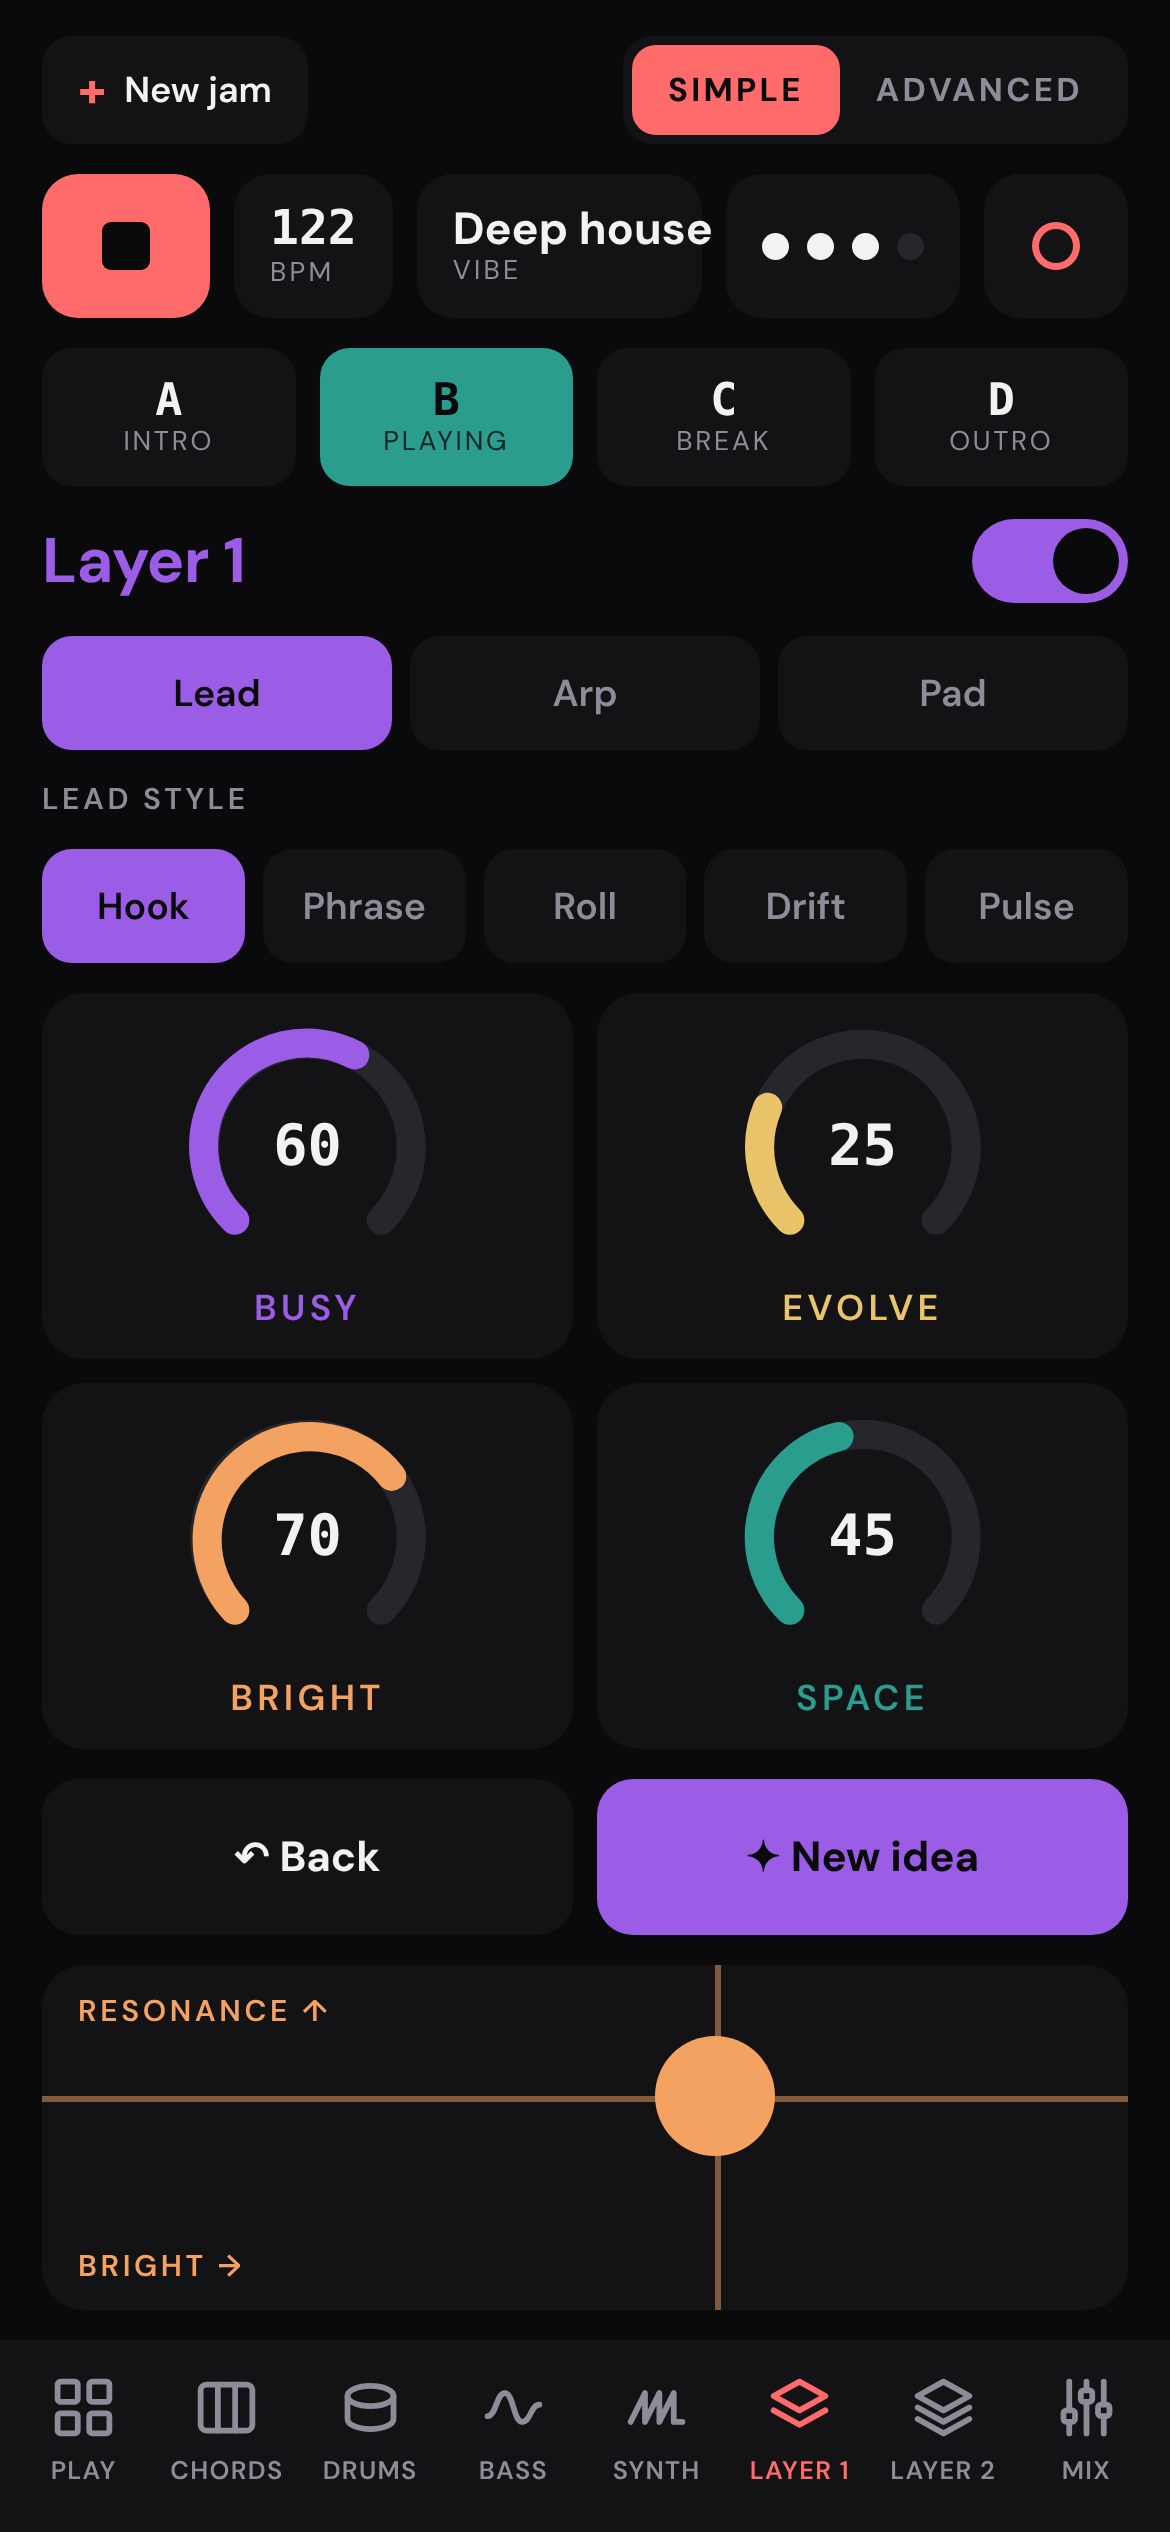 + New jam
SIMPLE
ADVANCED
122
BPM
Deep house
VIBE
A
INTRO
B
PLAYING
C
BREAK
D
OUTRO
Layer 1
Lead
Arp
Pad
LEAD STYLE
Hook
Phrase
Roll
Drift
Pulse
60
BUSY
25
EVOLVE
70
BRIGHT
45
SPACE
↶ Back
✦ New idea
RESONANCE ↑
BRIGHT →
PLAY
CHORDS
DRUMS
BASS
SYNTH
LAYER 1
LAYER 2
MIX